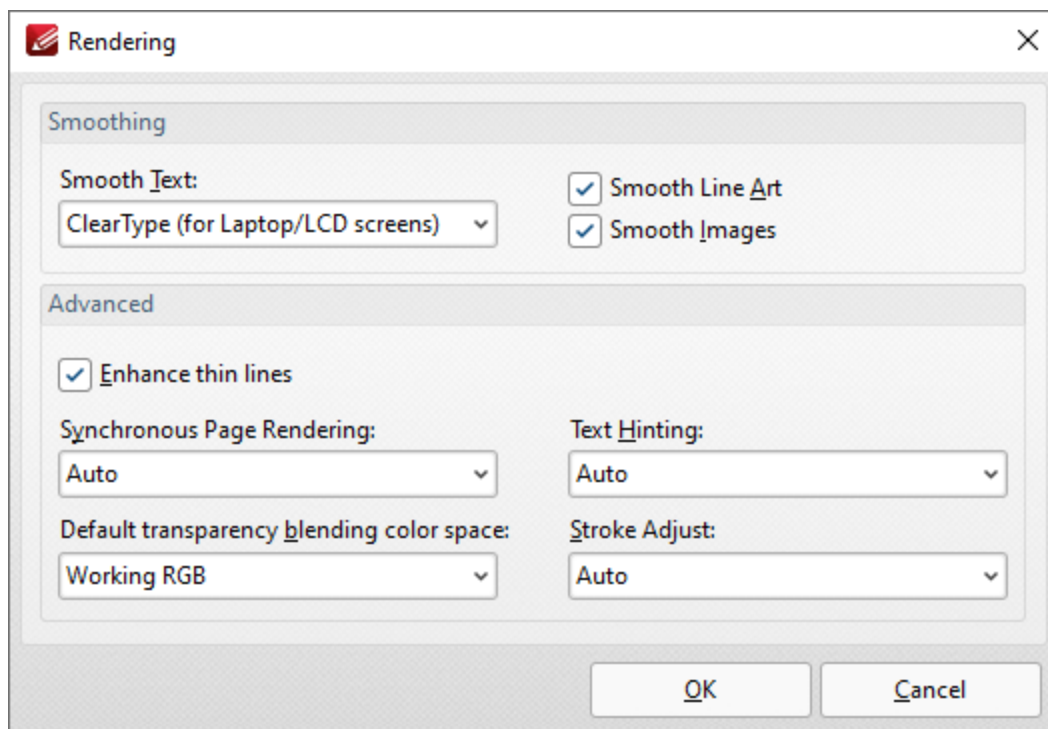 Rendering
Smoothing
Smooth Text:
ClearType (for Laptop/LCD screens)
Smooth Line Art
Smooth Images
Advanced
Enhance thin lines
Synchronous Page Rendering:
Auto
Text Hinting:
Auto
Default transparency blending color space:
Working RGB
Stroke Adjust:
Auto
OK
Cancel